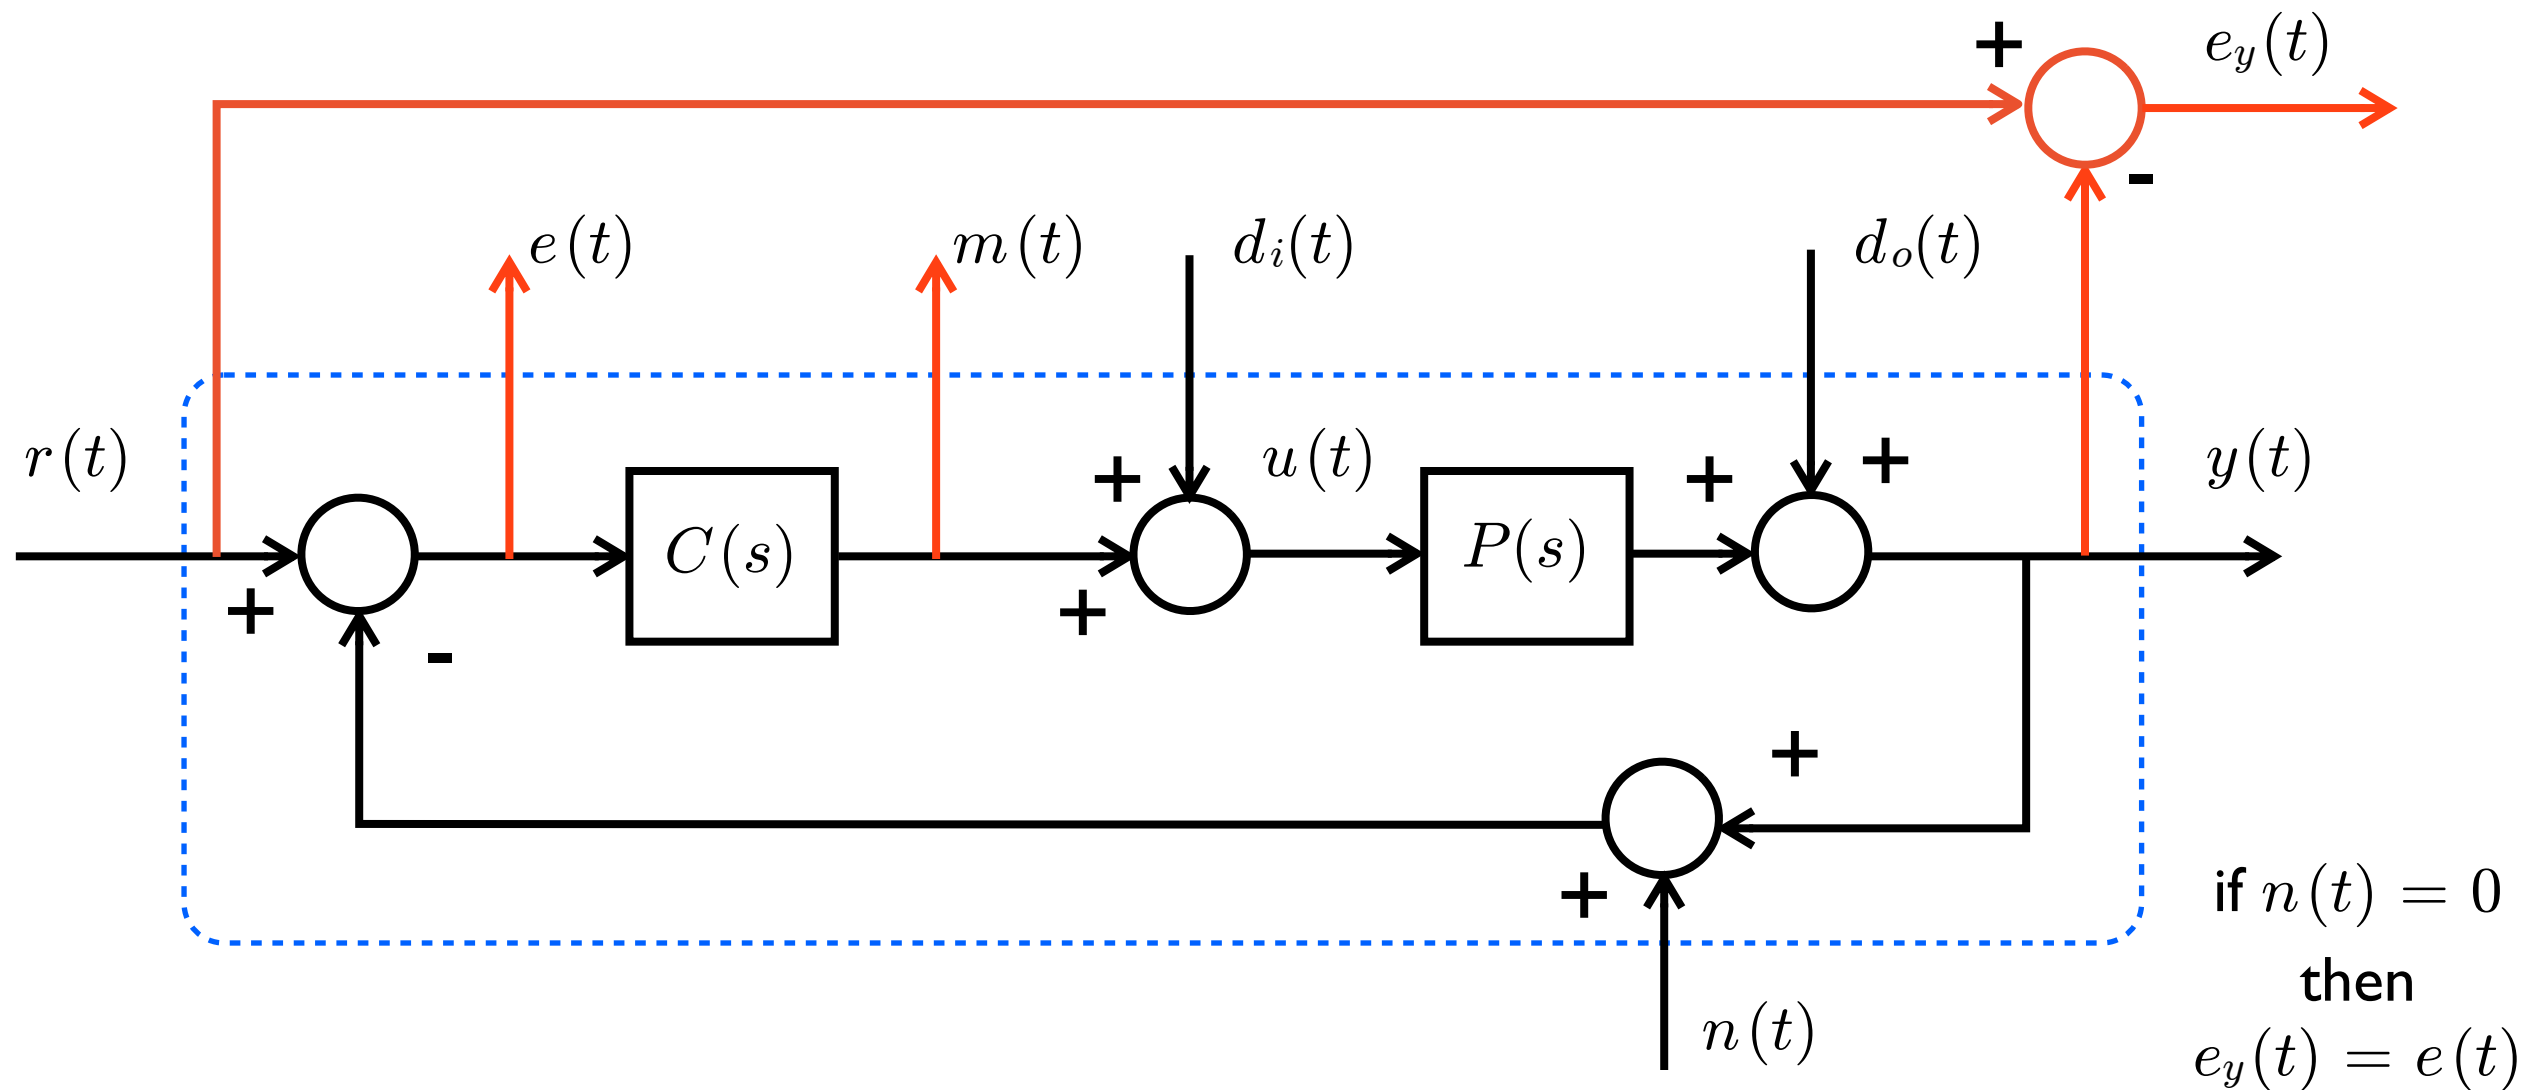 +
e_y(t)
-
e(t)
m(t)
d_i(t)
d_o(t)
r(t)
+
u(t)
+
+
y(t)
C(s)
P(s)
+
-
+
+
+
if n(t) = 0
then
n(t)
e_y(t) = e(t)